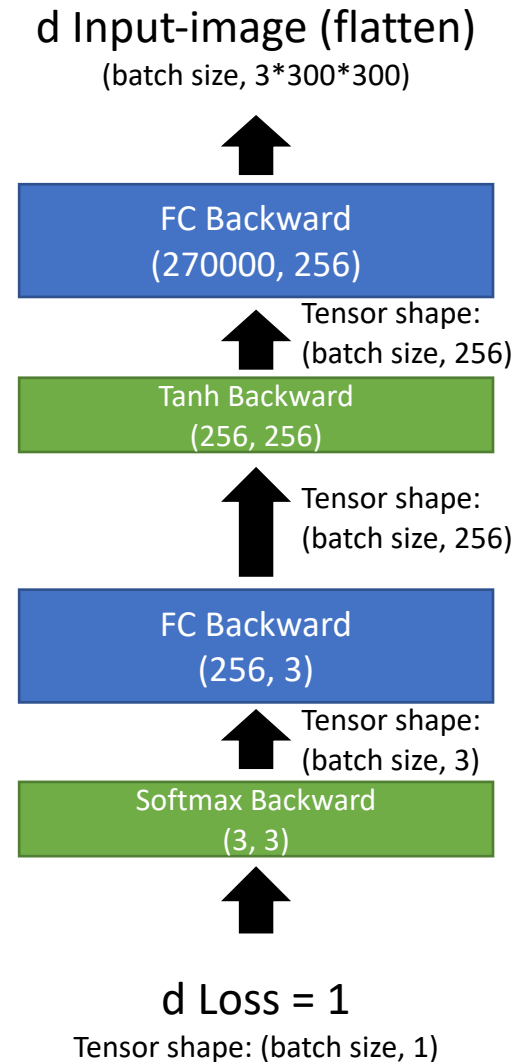 d Input-image (flatten)
(batch size, 3*300*300)
FC Backward
(270000, 256)
Tensor shape:
(batch size, 256)
Tanh Backward
(256, 256)
Tensor shape:
(batch size, 256)
FC Backward
(256, 3)
Tensor shape:
(batch size, 3)
Softmax Backward
(3, 3)
d Loss = 1
Tensor shape: (batch size, 1)